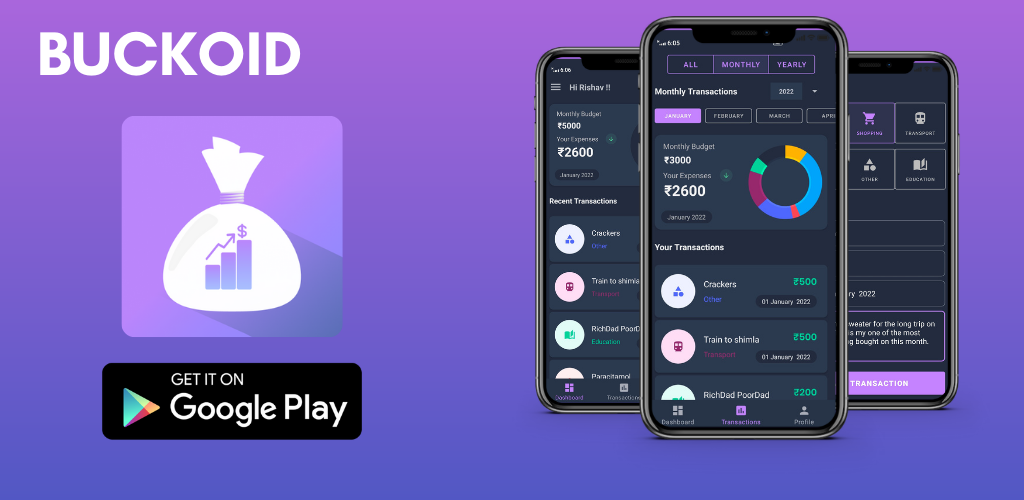 BUCKOID
$
GET IT ON
Google Play
6:06
Hi Rishav !!
Monthly Budget
₹5000
Your Expenses
₹2600
January 2022
Recent Transactions
Crackers
Other
Train to shimla
Transport
RichDad PoorD
Education
Paracitamol
Dashboard
Transactions
6:05
ALL
MONTHLY
YEARLY
Monthly Transactions
2022
JANUARY
FEBRUARY
MARCH
APRI
Monthly Budget
₹3000
Your Expenses
₹2600
January 2022
Your Transactions
Crackers
₹500
Other
01 January 2022
Train to shimla
₹500
Transport
01 January 2022
RichDad PoorDad
₹200
Dashboard
Transactions
Profile
SHOPPING
TRANSPORT
OTHER
EDUCATION
ry 2022
weater for the long trip on
is my one of the most
g bought on this month.
TRANSACTION